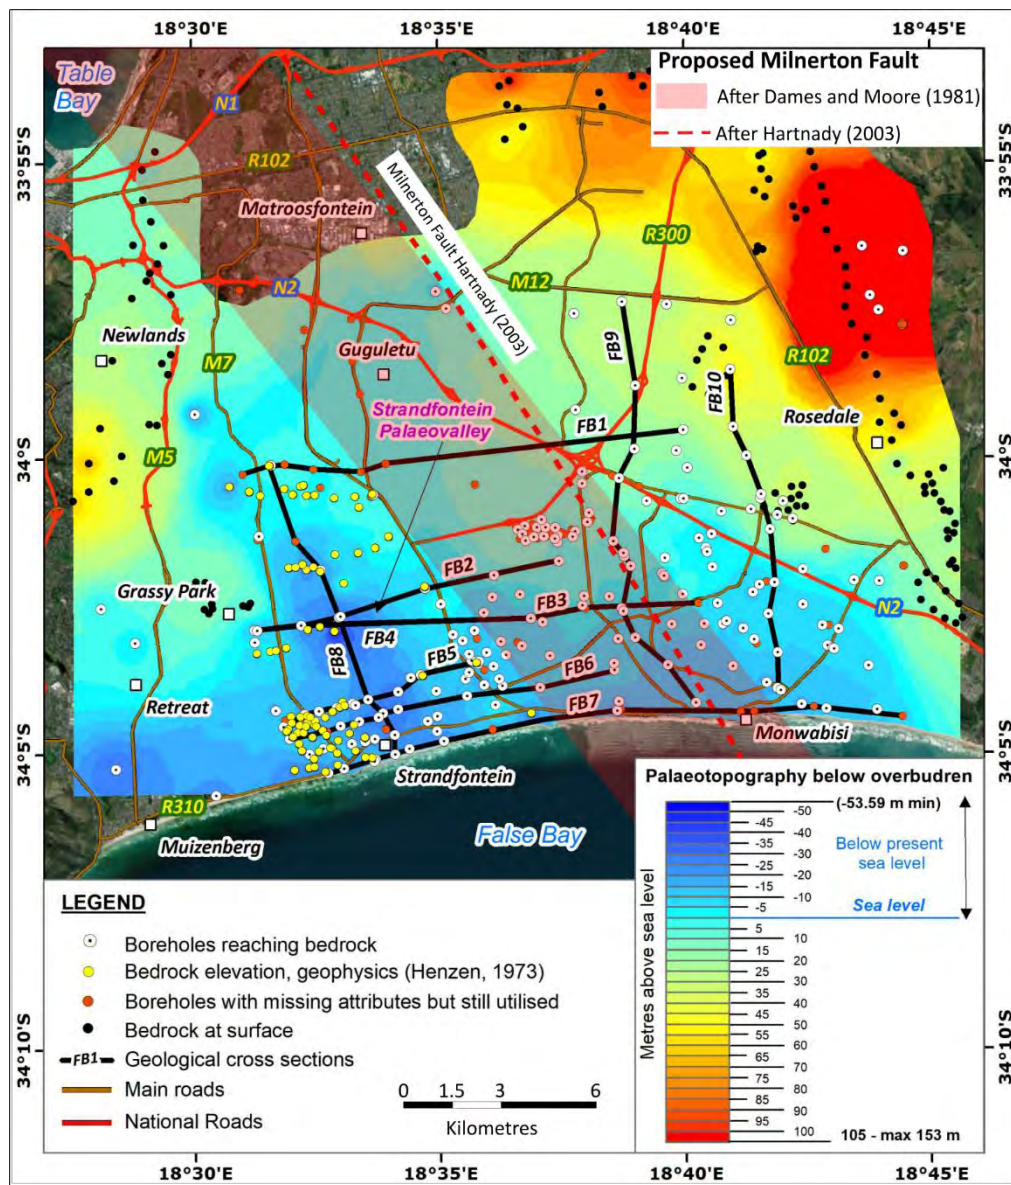 18°30'E 18°35'E 18°40'E 18°45'E
Table
Bay
N1
Proposed Milnerton Fault
After Dames and Moore (1981)
After Hartnady (2003)
33°55'S
33°55'S
R102
Matroosfontein
Milnerton Fault Hartnady (2003)
R300
M12
N2
Newlands
M7
Guguletu
FB9
FB10
R102
Rosedale
Strandfontein
Palaeovalley
FB1
M5
34°0'S
34°0'S
FB2
Grassy Park
FB3
N2
FB4
FB8
FB5
FB6
FB7
Retreat
Monwabisi
34°5'S
34°5'S
Strandfontein
R310
Muizenberg
False Bay
Palaeotopography below overbudren
(-53.59 m min)
-50
-45
-40
-35
-30
-25
-20
-15
-10
-5
Below present
sea level
Sea level
5
10
15
20
25
30
35
40
45
50
55
60
65
70
75
80
85
90
95
100
105 - max 153 m
Metres above sea level
LEGEND
Boreholes reaching bedrock
Bedrock elevation, geophysics (Henzen, 1973)
Boreholes with missing attributes but still utilised
Bedrock at surface
FB1 Geological cross sections
Main roads
National Roads
0 1.5 3 6
Kilometres
34°10'S
34°10'S
18°30'E 18°35'E 18°40'E 18°45'E